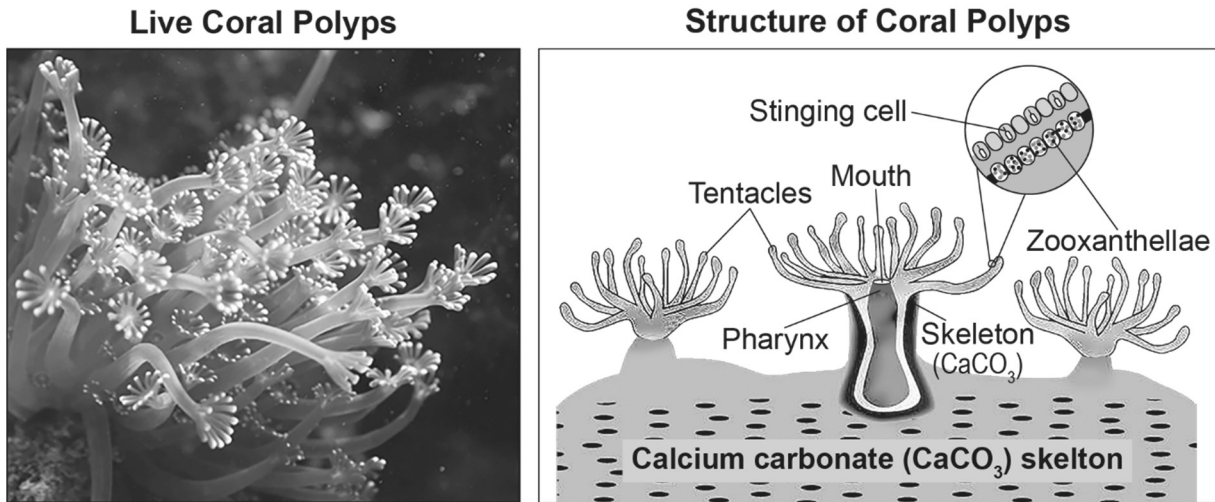 Live Coral Polyps
Structure of Coral Polyps
Stinging cell
Mouth
Tentacles
Zooxanthellae
Pharynx
Skeleton
(CaCO₃)
Calcium carbonate (CaCO₃) skelton